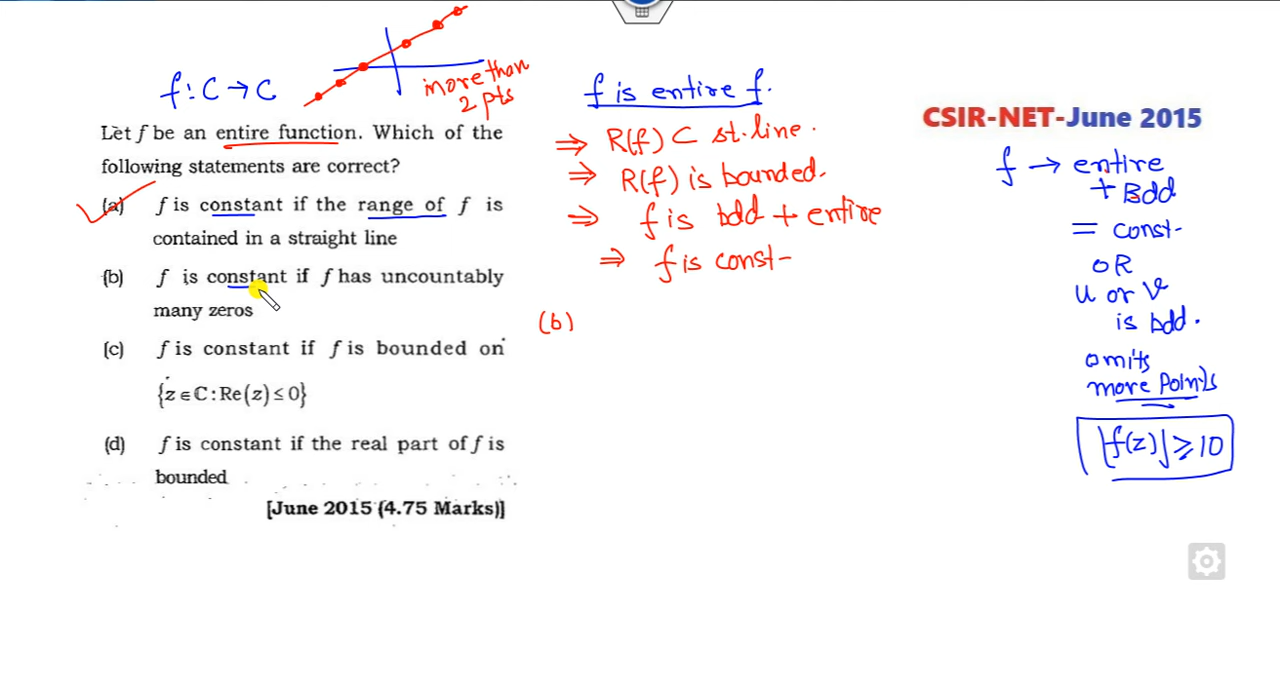 f : C → C
more than
2 pts
Let f be an entire function. Which of the
following statements are correct?
(a) f is constant if the range of f is
contained in a straight line
(b) f is constant if f has uncountably
many zeros
(c) f is constant if f is bounded on
{z ∈ C : Re(z) ≤ 0}
(d) f is constant if the real part of f is
bounded
[June 2015 (4.75 Marks)]
f is entire f.
⇒ R(f) ⊂ st. line.
⇒ R(f) is bounded.
⇒ f is bdd + entire
⇒ f is const-
(b)
CSIR-NET-June 2015
f → entire
+ Bdd
= const-
OR
u or v
is bdd.
omits
more Points
|f(z)| ≥ 10